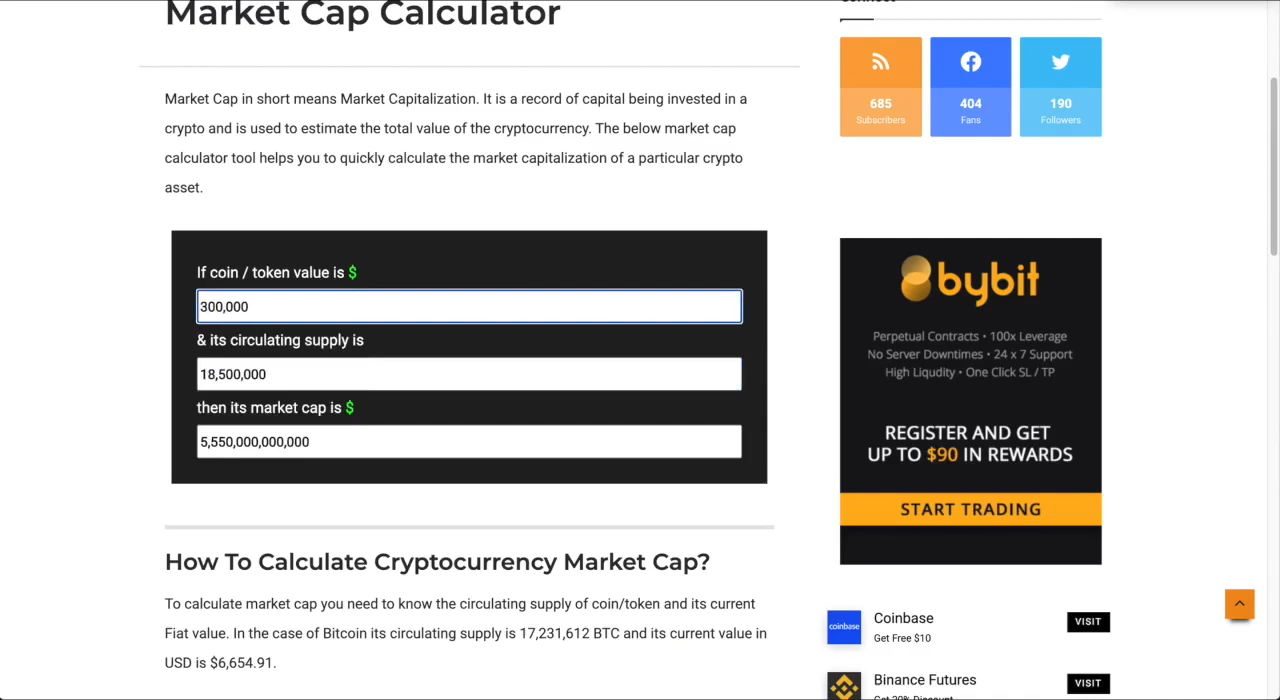 Market Cap Calculator
Market Cap in short means Market Capitalization. It is a record of capital being invested in a
crypto and is used to estimate the total value of the cryptocurrency. The below market cap
calculator tool helps you to quickly calculate the market capitalization of a particular crypto
asset.
If coin / token value is $
300,000
& its circulating supply is
18,500,000
then its market cap is $
5,550,000,000,000
How To Calculate Cryptocurrency Market Cap?
To calculate market cap you need to know the circulating supply of coin/token and its current
Fiat value. In the case of Bitcoin its circulating supply is 17,231,612 BTC and its current value in
USD is $6,654.91.
685
Subscribers
404
Fans
190
Followers
bybit
Perpetual Contracts • 100x Leverage
No Server Downtimes • 24 x 7 Support
High Liqudity • One Click SL / TP
REGISTER AND GET
UP TO $90 IN REWARDS
START TRADING
coinbase
Coinbase
Get Free $10
VISIT
Binance Futures
VISIT